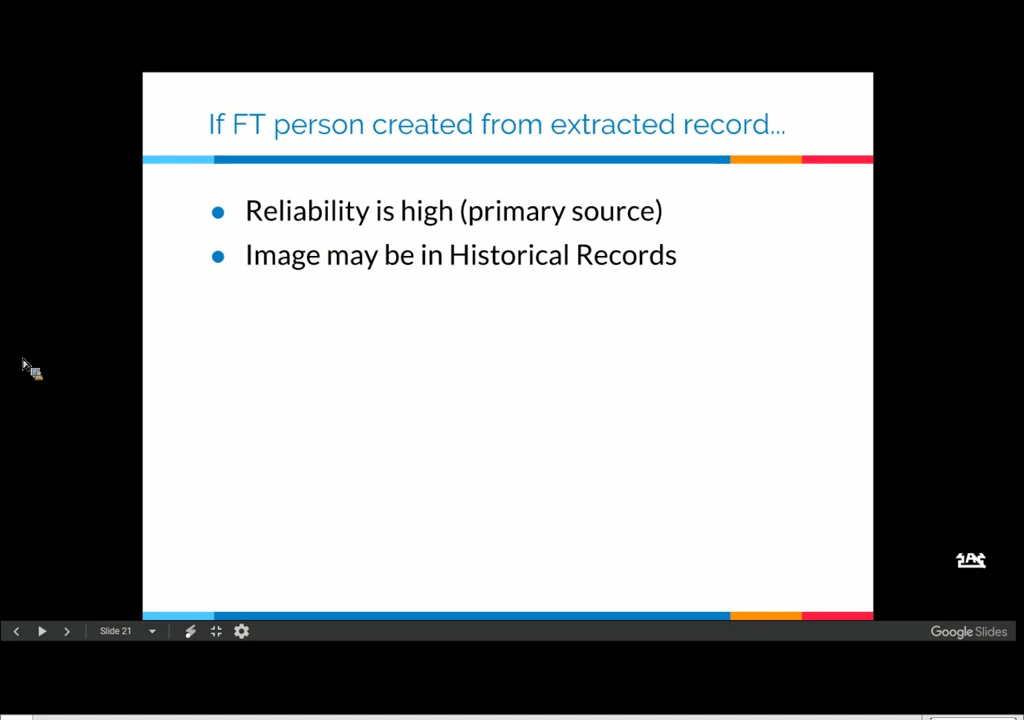 If FT person created from extracted record...
● Reliability is high (primary source)
● Image may be in Historical Records
Slide 21
Google Slides